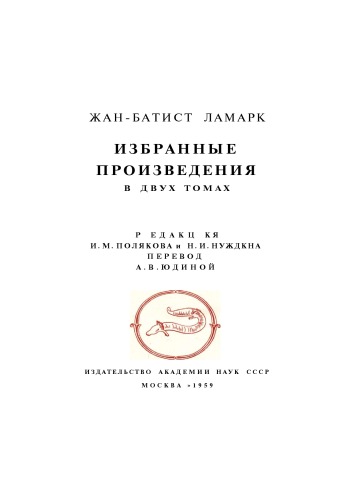 ЖАН-БАТИСТ ЛАМАРК
ИЗБРАННЫЕ
ПРОИЗВЕДЕНИЯ
В ДВУХ ТОМАХ
Р ЕДАКЦ КЯ
И. М. ПОЛЯКОВА и Н. И. НУЖДКНА
ПЕРЕВОД
А. В. ЮДИНОЙ
ИЗДАТЕЛЬСТВО АКАДЕМИИ НАУК СССР
МОСКВА • 1959